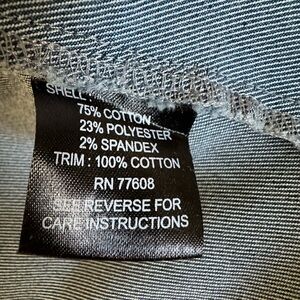 SHELL :
75% COTTON
23% POLYESTER
2% SPANDEX
TRIM : 100% COTTON
RN 77608
SEE REVERSE FOR
CARE INSTRUCTIONS